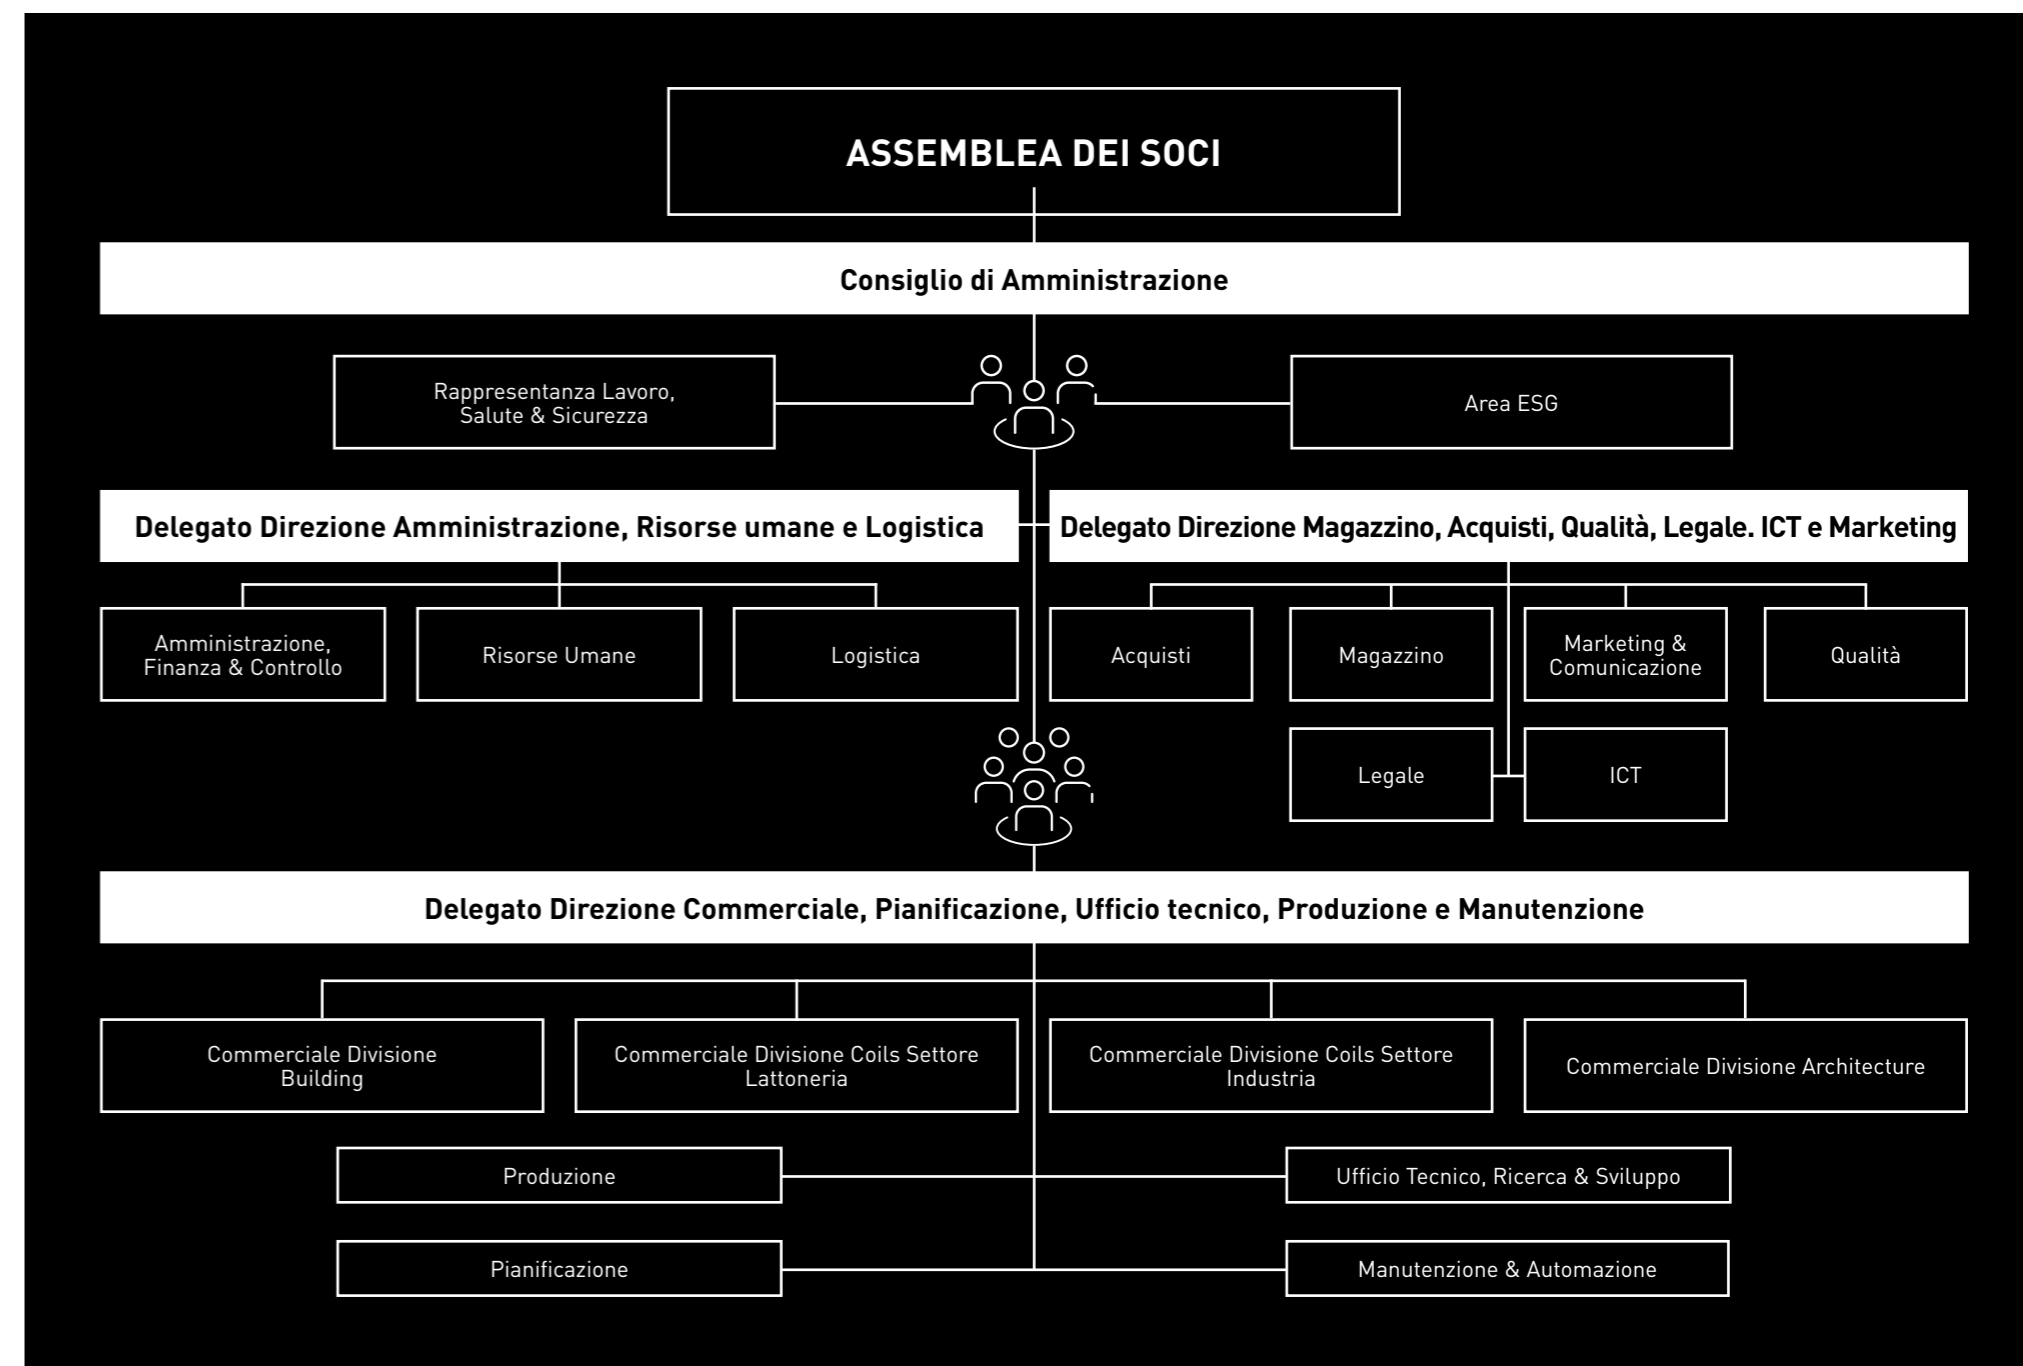 ASSEMBLEA DEI SOCI
Consiglio di Amministrazione
Rappresentanza Lavoro,
Salute & Sicurezza
Area ESG
Delegato Direzione Amministrazione, Risorse umane e Logistica
Delegato Direzione Magazzino, Acquisti, Qualità, Legale. ICT e Marketing
Amministrazione,
Finanza & Controllo
Risorse Umane
Logistica
Acquisti
Magazzino
Marketing &
Comunicazione
Qualità
Legale
ICT
Delegato Direzione Commerciale, Pianificazione, Ufficio tecnico, Produzione e Manutenzione
Commerciale Divisione
Building
Commerciale Divisione Coils Settore
Lattoneria
Commerciale Divisione Coils Settore
Industria
Commerciale Divisione Architecture
Produzione
Ufficio Tecnico, Ricerca & Sviluppo
Pianificazione
Manutenzione & Automazione